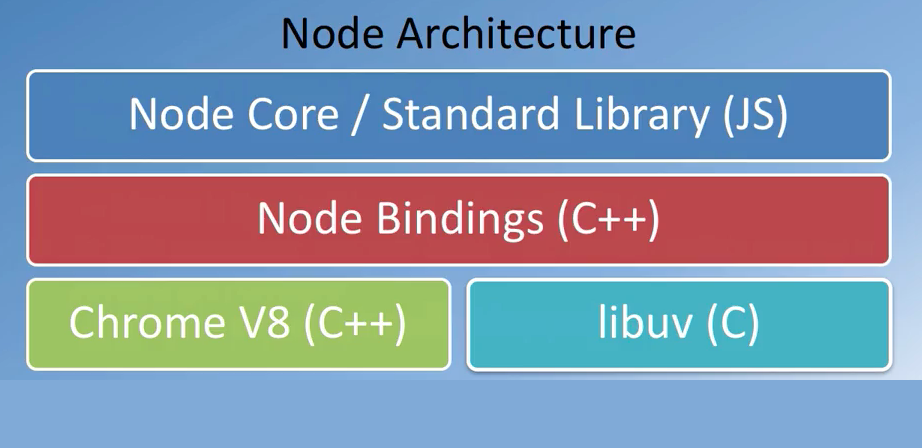 Node Architecture
Node Core / Standard Library (JS)
Node Bindings (C++)
Chrome V8 (C++)
libuv (C)